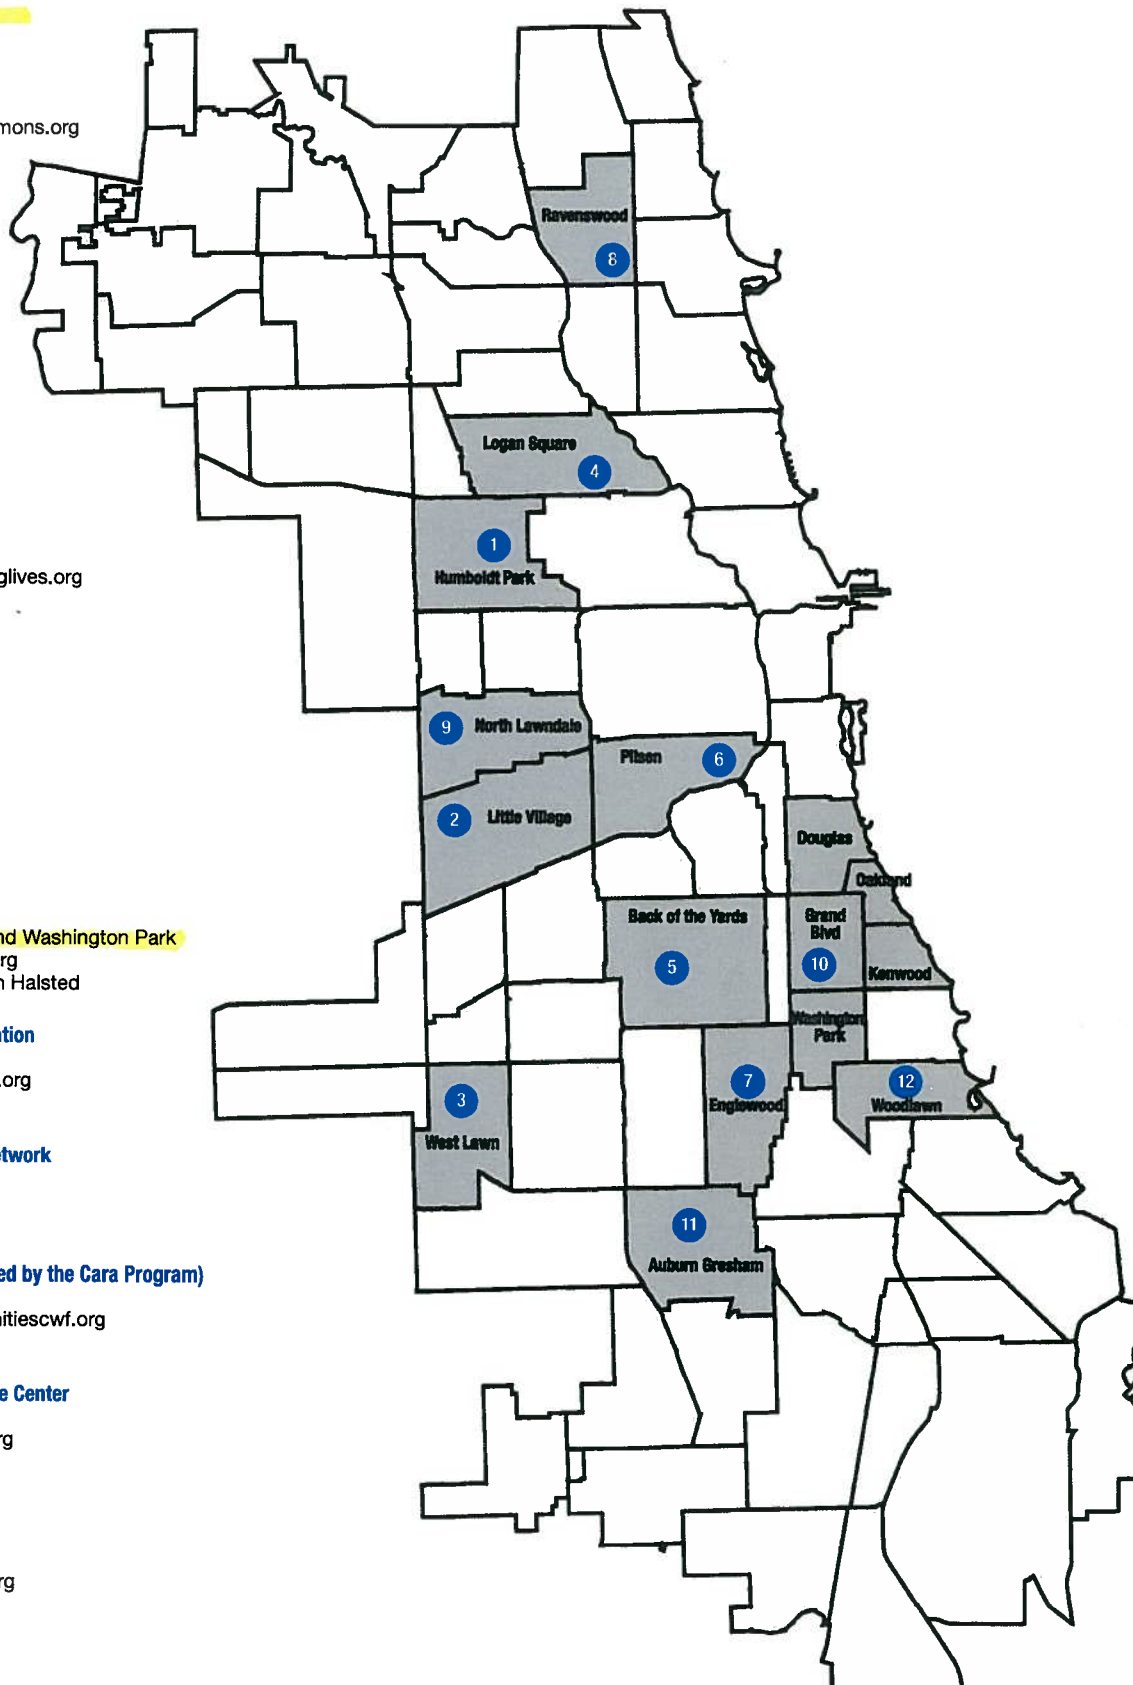 mons.org
glives.org
nd Washington Park
rg
n Halsted
tion
.org
twork
ed by the Cara Program)
itiescwf.org
e Center
rg
rg
Ravenswood
8
Logan Square
4
1
Humboldt Park
9 North Lawndale
Pilsen 6
2 Little Village
Douglas
Oakland
Back of the Yards
5
Grand
Blvd
10
Kenwood
Washington
Park
7
Englewood
12
Woodlawn
3
West Lawn
11
Auburn Gresham